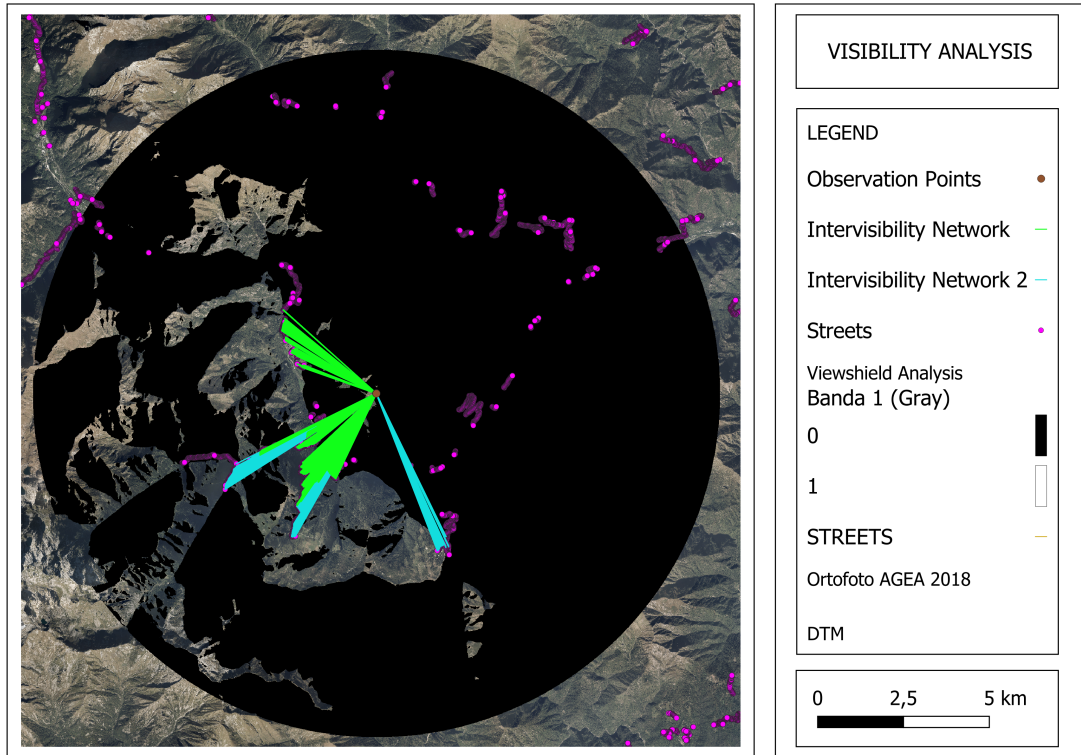 VISIBILITY ANALYSIS
LEGEND
Observation Points
Intervisibility Network
Intervisibility Network 2
Streets
Viewshield Analysis
Banda 1 (Gray)
0
1
STREETS
Ortofoto AGEA 2018
DTM
0 2,5 5 km